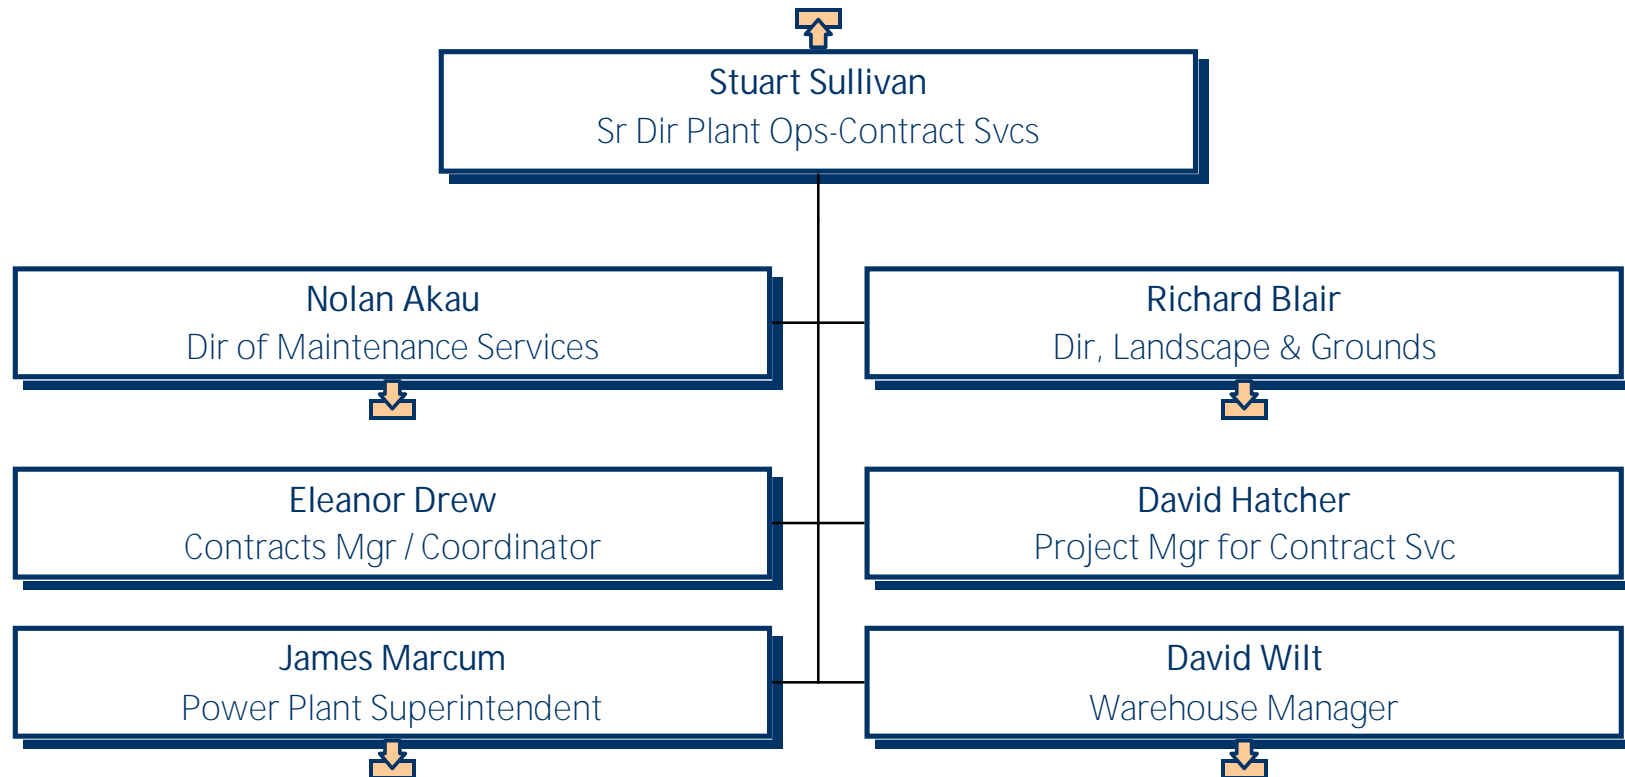 Stuart Sullivan
Sr Dir Plant Ops-Contract Svcs
Nolan Akau
Dir of Maintenance Services
Richard Blair
Dir, Landscape & Grounds
Eleanor Drew
Contracts Mgr / Coordinator
David Hatcher
Project Mgr for Contract Svc
James Marcum
Power Plant Superintendent
David Wilt
Warehouse Manager